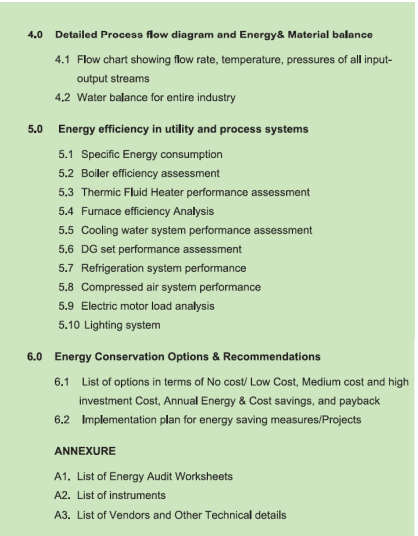 4.0 Detailed Process flow diagram and Energy& Material balance
4.1 Flow chart showing flow rate, temperature, pressures of all input-
output streams
4.2 Water balance for entire industry
5.0 Energy efficiency in utility and process systems
5.1 Specific Energy consumption
5.2 Boiler efficiency assessment
5.3 Thermic Fluid Heater performance assessment
5.4 Furnace efficiency Analysis
5.5 Cooling water system performance assessment
5.6 DG set performance assessment
5.7 Refrigeration system performance
5.8 Compressed air system performance
5.9 Electric motor load analysis
5.10 Lighting system
6.0 Energy Conservation Options & Recommendations
6.1 List of options in terms of No cost/ Low Cost, Medium cost and high
investment Cost, Annual Energy & Cost savings, and payback
6.2 Implementation plan for energy saving measures/Projects
ANNEXURE
A1. List of Energy Audit Worksheets
A2. List of instruments
A3. List of Vendors and Other Technical details